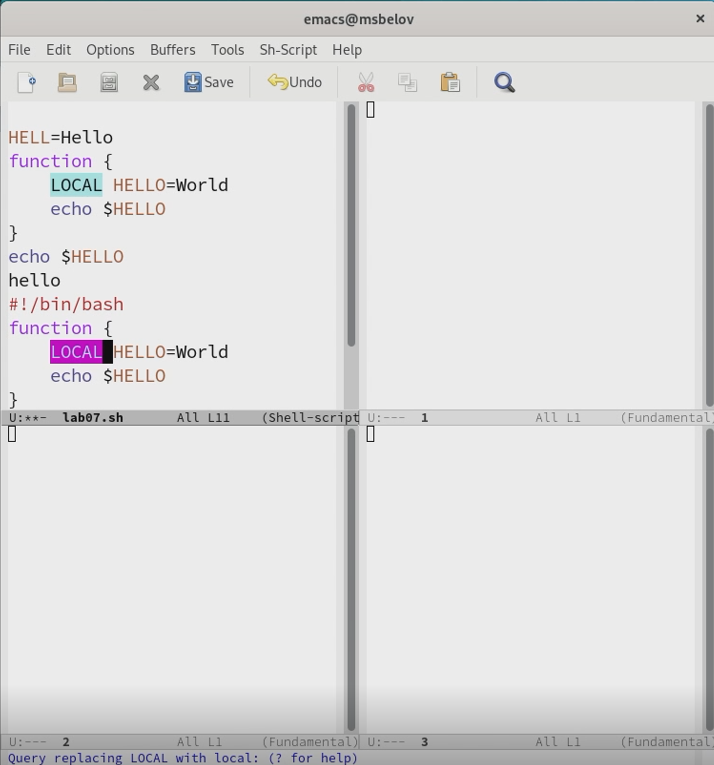 emacs@msbelov
×
File Edit Options Buffers Tools Sh-Script Help
Save Undo
HELL=Hello
function {
    LOCAL HELLO=World
    echo $HELLO
}
echo $HELLO
hello
#!/bin/bash
function {
    LOCAL HELLO=World
    echo $HELLO
}
U:**-  lab07.sh  All L11  (Shell-script
U:---  1  All L1  (Fundamental)
U:---  2  All L1  (Fundamental)
U:---  3  All L1  (Fundamental)
Query replacing LOCAL with local: (? for help)